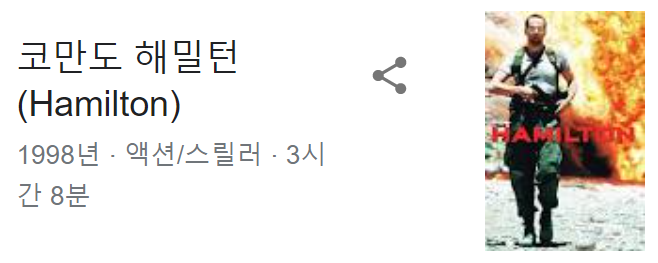 코만도 해밀턴
(Hamilton)
1998년 · 액션/스릴러 · 3시
간 8분
HAMILTON